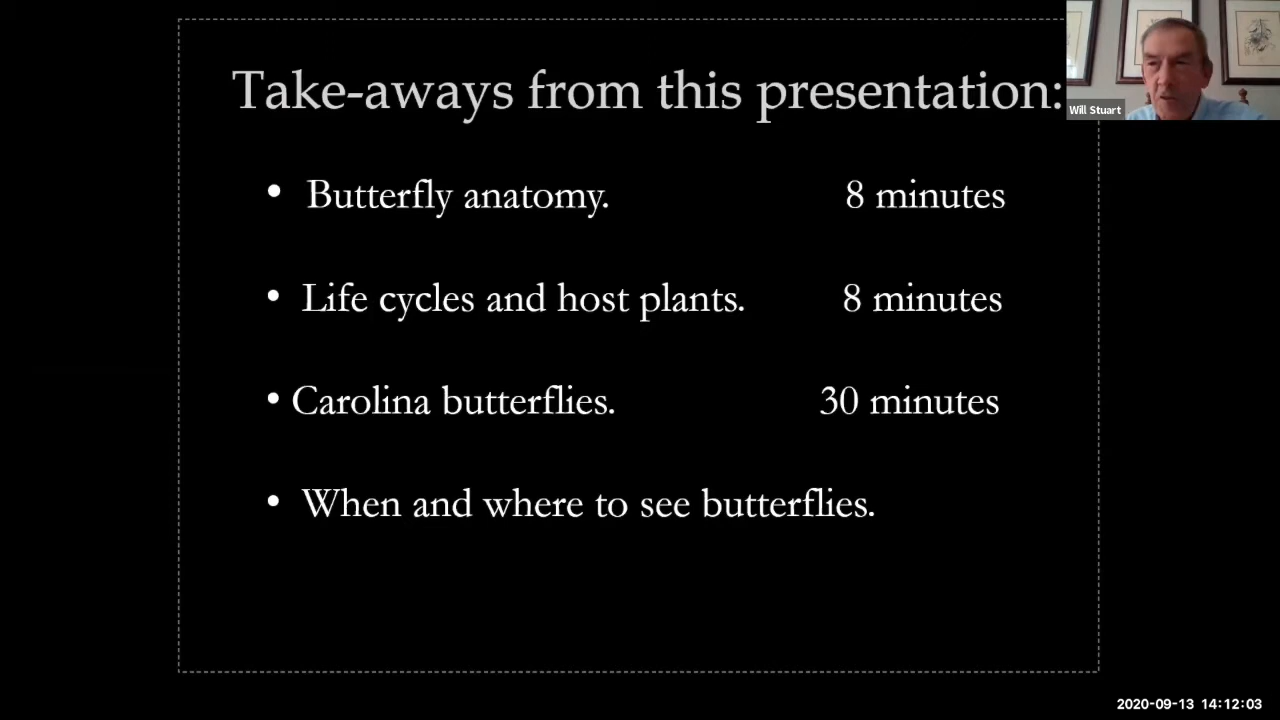 Take-aways from this presentation:
Will Stuart
• Butterfly anatomy. 8 minutes
• Life cycles and host plants. 8 minutes
• Carolina butterflies. 30 minutes
• When and where to see butterflies.
2020-09-13 14:12:03